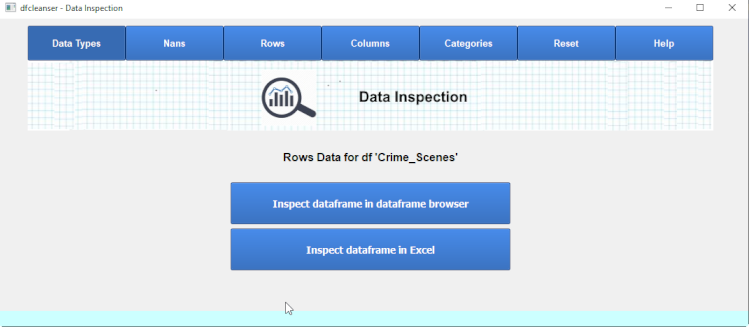 dfcleanser - Data Inspection
Data Types Nans Rows Columns Categories Reset Help
Data Inspection
Rows Data for df 'Crime_Scenes'
Inspect dataframe in dataframe browser
Inspect dataframe in Excel